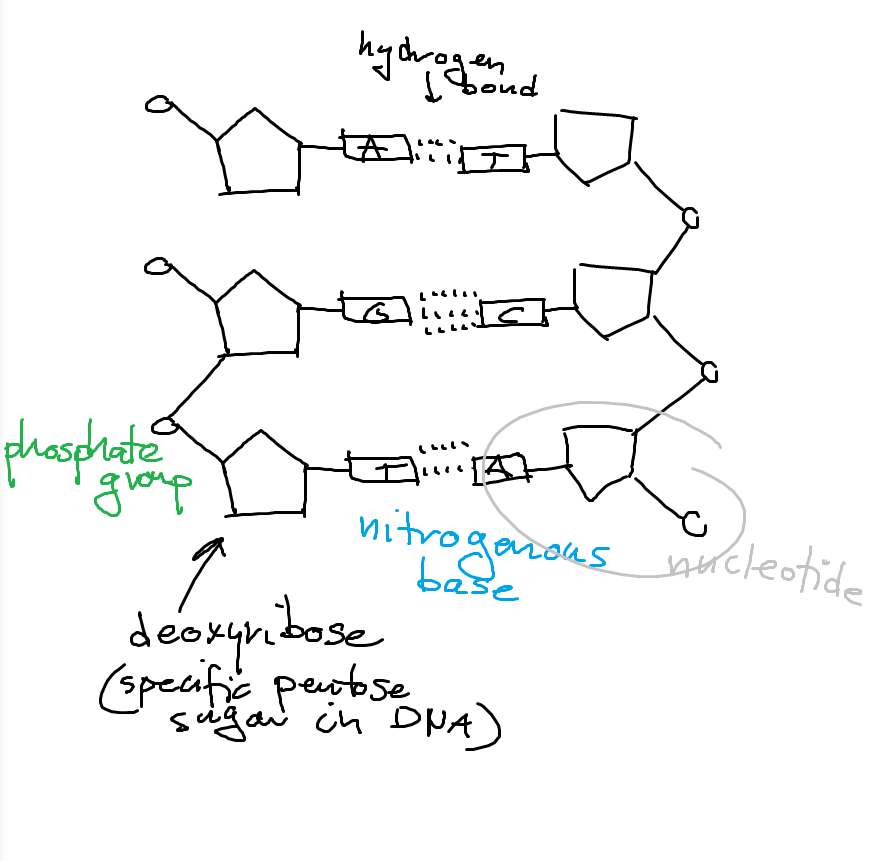 hydrogen
bond
A T
G C
phosphate
group
T A
nitrogenous
base
nucleotide
deoxyribose
(specific pentose
sugar in DNA)